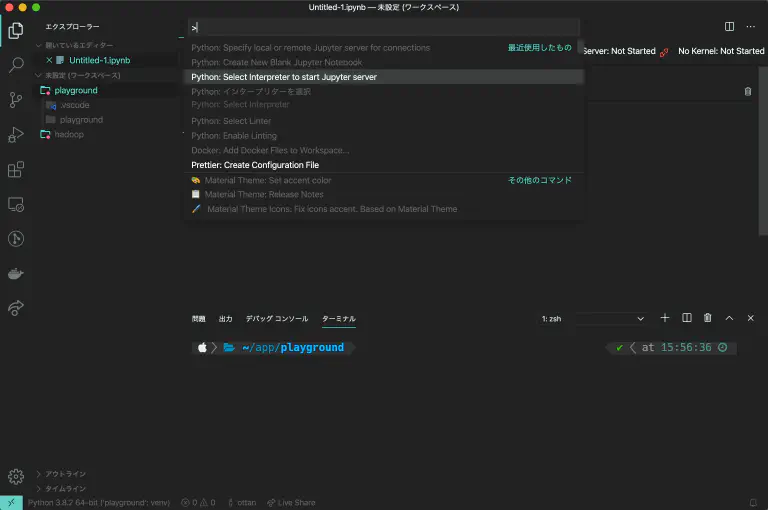 Untitled-1.ipynb — 未設定 (ワークスペース)
エクスプローラー
開いているエディター
Untitled-1.ipynb
未設定 (ワークスペース)
playground
.vscode
playground
hadoop
アウトライン
タイムライン
>
Python: Specify local or remote Jupyter server for connections
最近使用したもの
Python: Create New Blank Jupyter Notebook
Python: Select Interpreter to start Jupyter server
Python: インタープリターを選択
Python: Select Interpreter
Python: Select Linter
Python: Enable Linting
Docker: Add Docker Files to Workspace...
Prettier: Create Configuration File
Material Theme: Set accent color
その他のコマンド
Material Theme: Release Notes
Material Theme Icons: Fix icons accent. Based on Material Theme
Server: Not Started
No Kernel: Not Started
問題 出力 デバッグ コンソール ターミナル
1: zsh
~/app/playground
✔ at 15:56:36
Python 3.8.2 64-bit ('playground': venv) 0 0 ottan Live Share